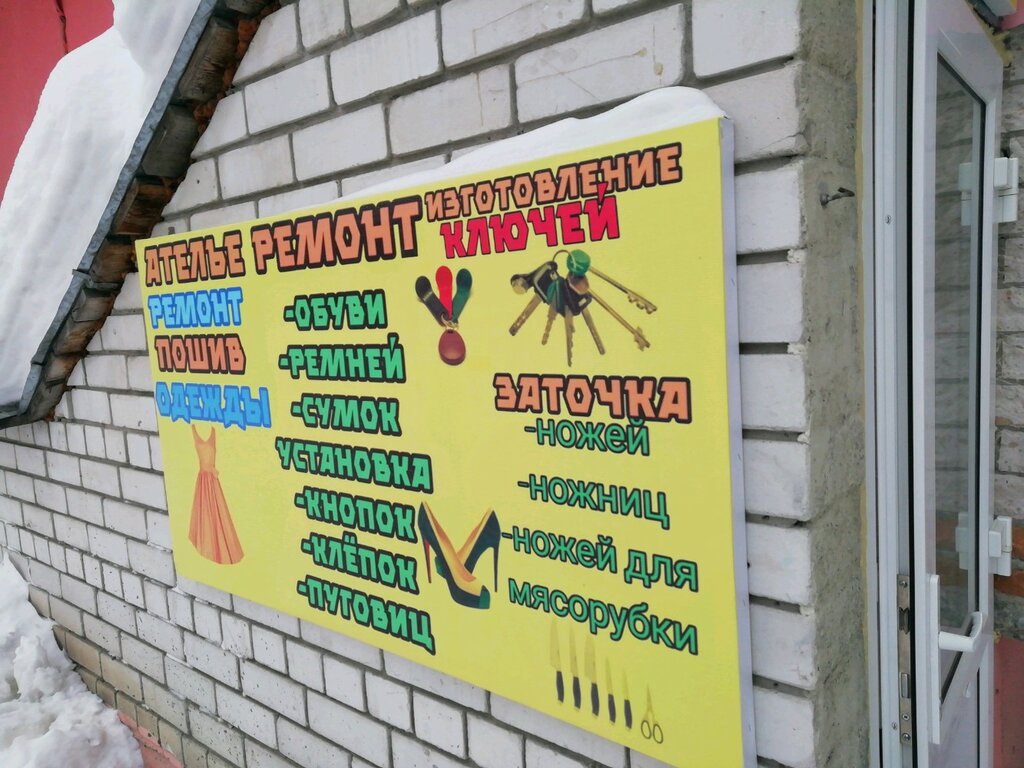 АТЕЛЬЕ РЕМОНТ
РЕМОНТ
ПОШИВ
ОДЕЖДЫ
-ОБУВИ
-РЕМНЕЙ
-СУМОК
УСТАНОВКА
-КНОПОК
-КЛЁПОК
-ПУГОВИЦ
ИЗГОТОВЛЕНИЕ
КЛЮЧЕЙ
ЗАТОЧКА
-НОЖЕЙ
-НОЖНИЦ
-НОЖЕЙ ДЛЯ
МЯСОРУБКИ